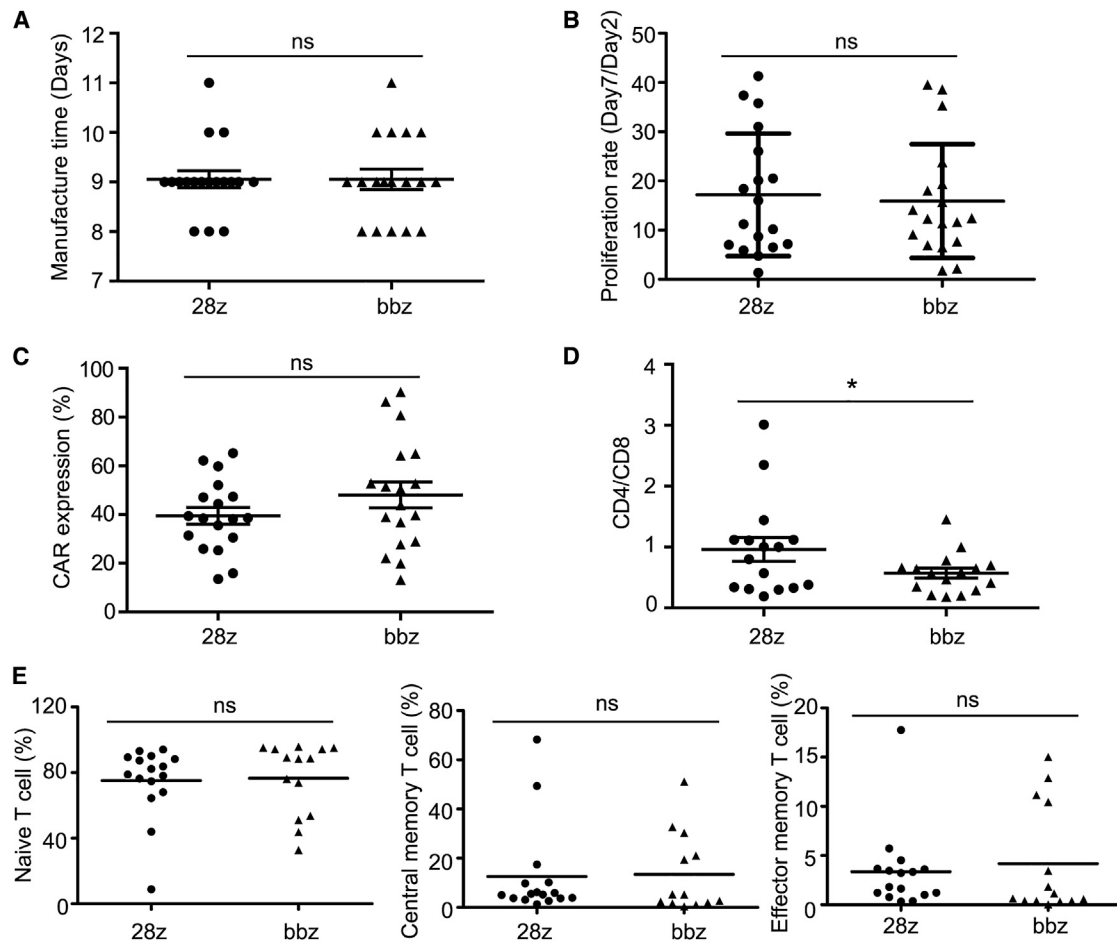 A
Manufacture time (Days)
12
11
10
9
8
7
ns
28z
bbz
B
Proliferation rate (Day7/Day2)
50
40
30
20
10
0
ns
28z
bbz
C
CAR expression (%)
100
80
60
40
20
0
ns
28z
bbz
D
CD4/CD8
4
3
2
1
0
*
28z
bbz
E
Naive T cell (%)
120
80
40
0
ns
28z
bbz
Central memory T cell (%)
80
60
40
20
0
ns
28z
bbz
Effector memory T cell (%)
20
15
10
5
0
ns
28z
bbz